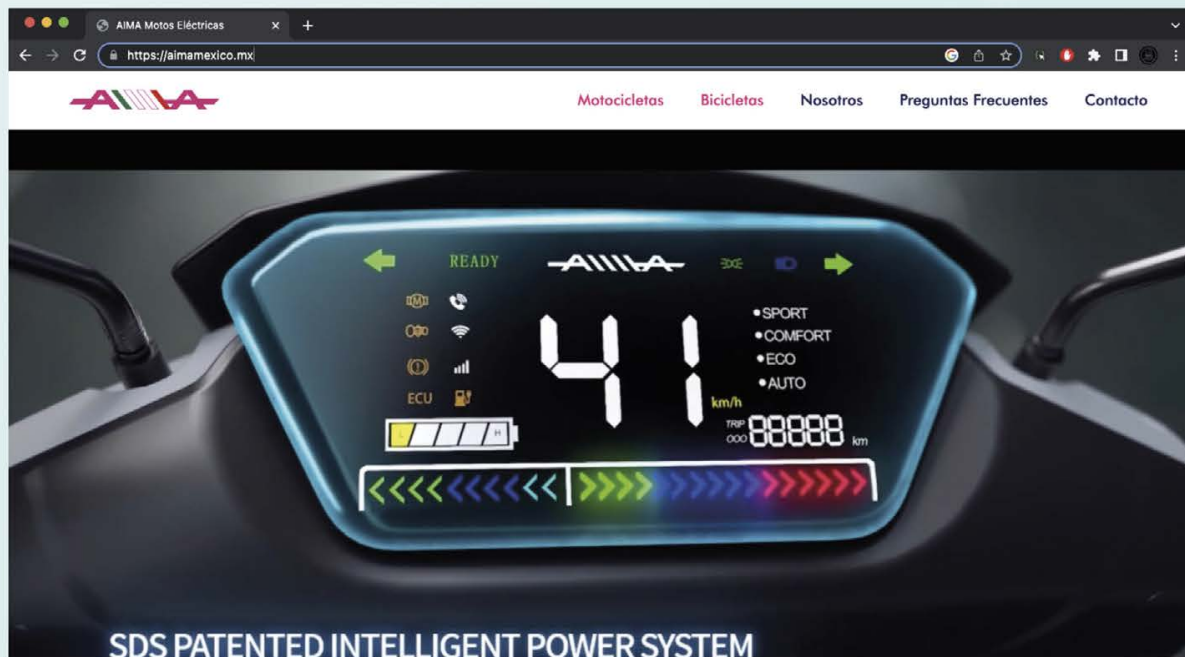 AIMA Motos Eléctricas
https://aimamexico.mx
AIMA
Motocicletas Bicicletas Nosotros Preguntas Frecuentes Contacto
READY AIMA
M
SPORT
COMFORT
ECO
AUTO
ECU
41 km/h
L H
TRIP
ODO 88888 km
SDS PATENTED INTELLIGENT POWER SYSTEM